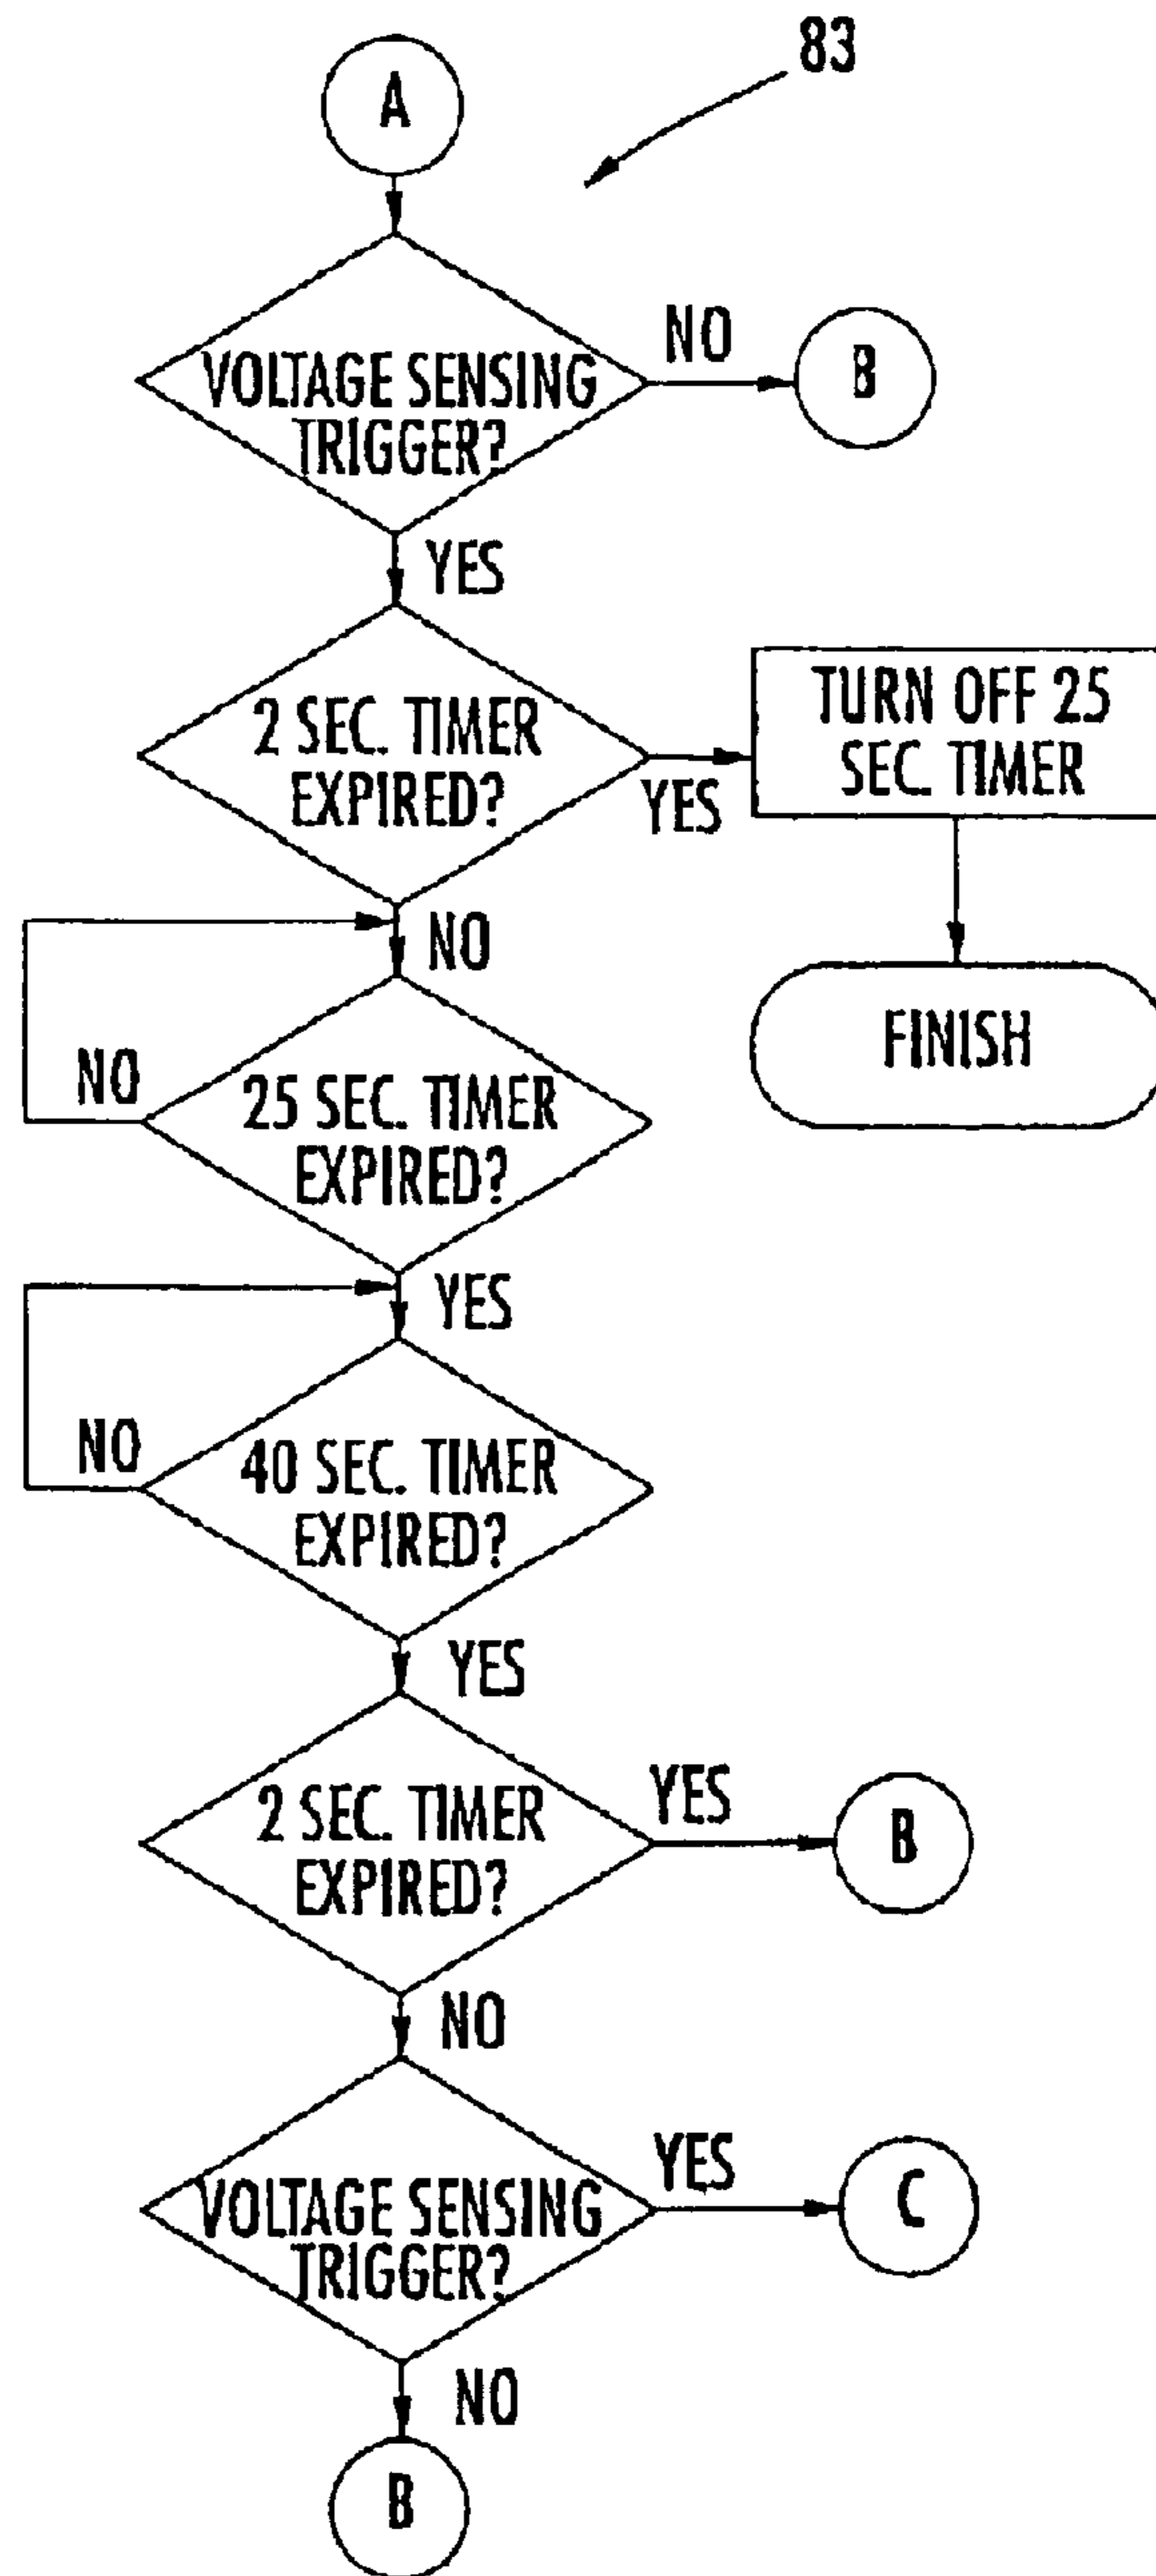 83
A
VOLTAGE SENSING
TRIGGER?
NO
B
YES
2 SEC. TIMER
EXPIRED?
YES
TURN OFF 25
SEC. TIMER
NO
FINISH
25 SEC. TIMER
EXPIRED?
NO
YES
40 SEC. TIMER
EXPIRED?
NO
YES
2 SEC. TIMER
EXPIRED?
YES
B
NO
VOLTAGE SENSING
TRIGGER?
YES
C
NO
B